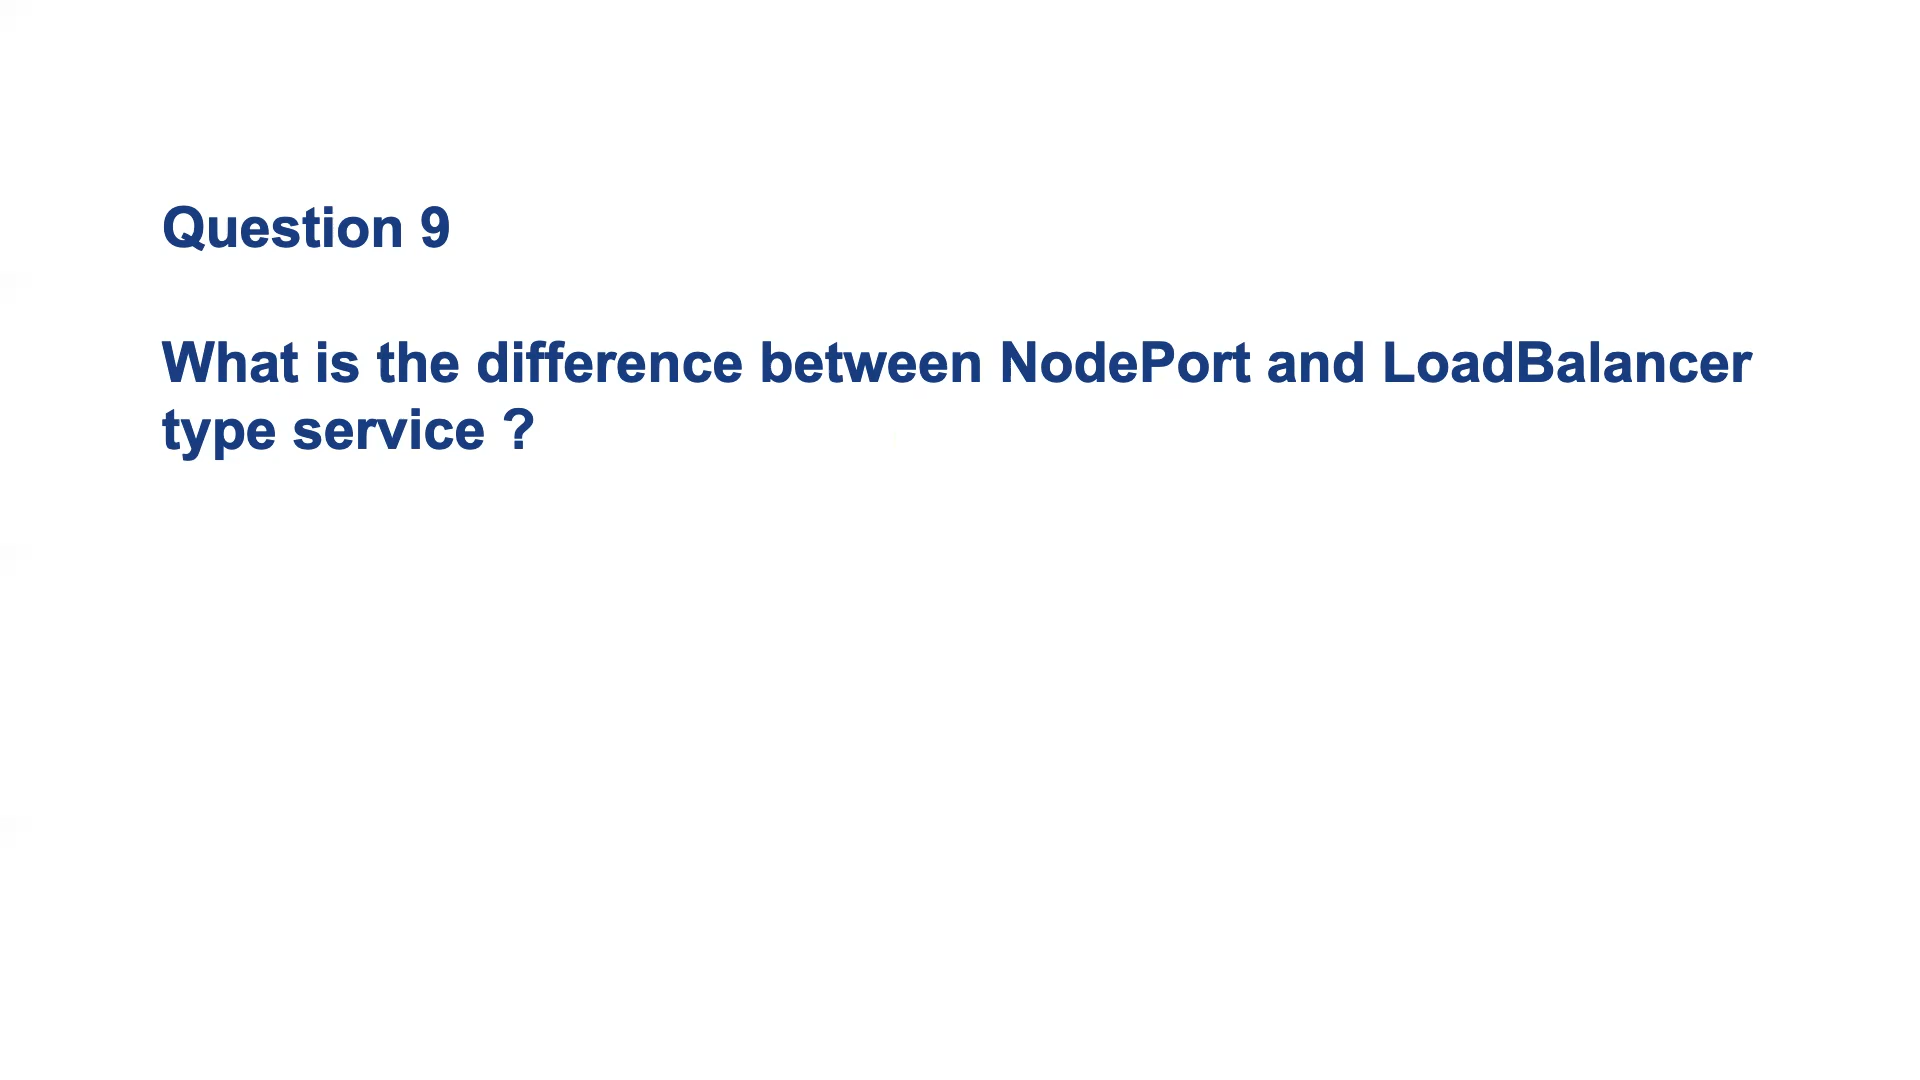 Question 9
What is the difference between NodePort and LoadBalancer
type service ?